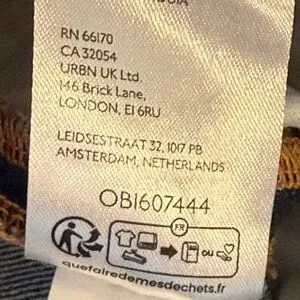 RN 66170
CA 32054
URBN UK Ltd.
146 Brick Lane,
LONDON, E1 6RU
LEIDSESTRAAT 32, 1017 PB
AMSTERDAM, NETHERLANDS
OB1607444
FR
OU
quefairedemesdechets.fr